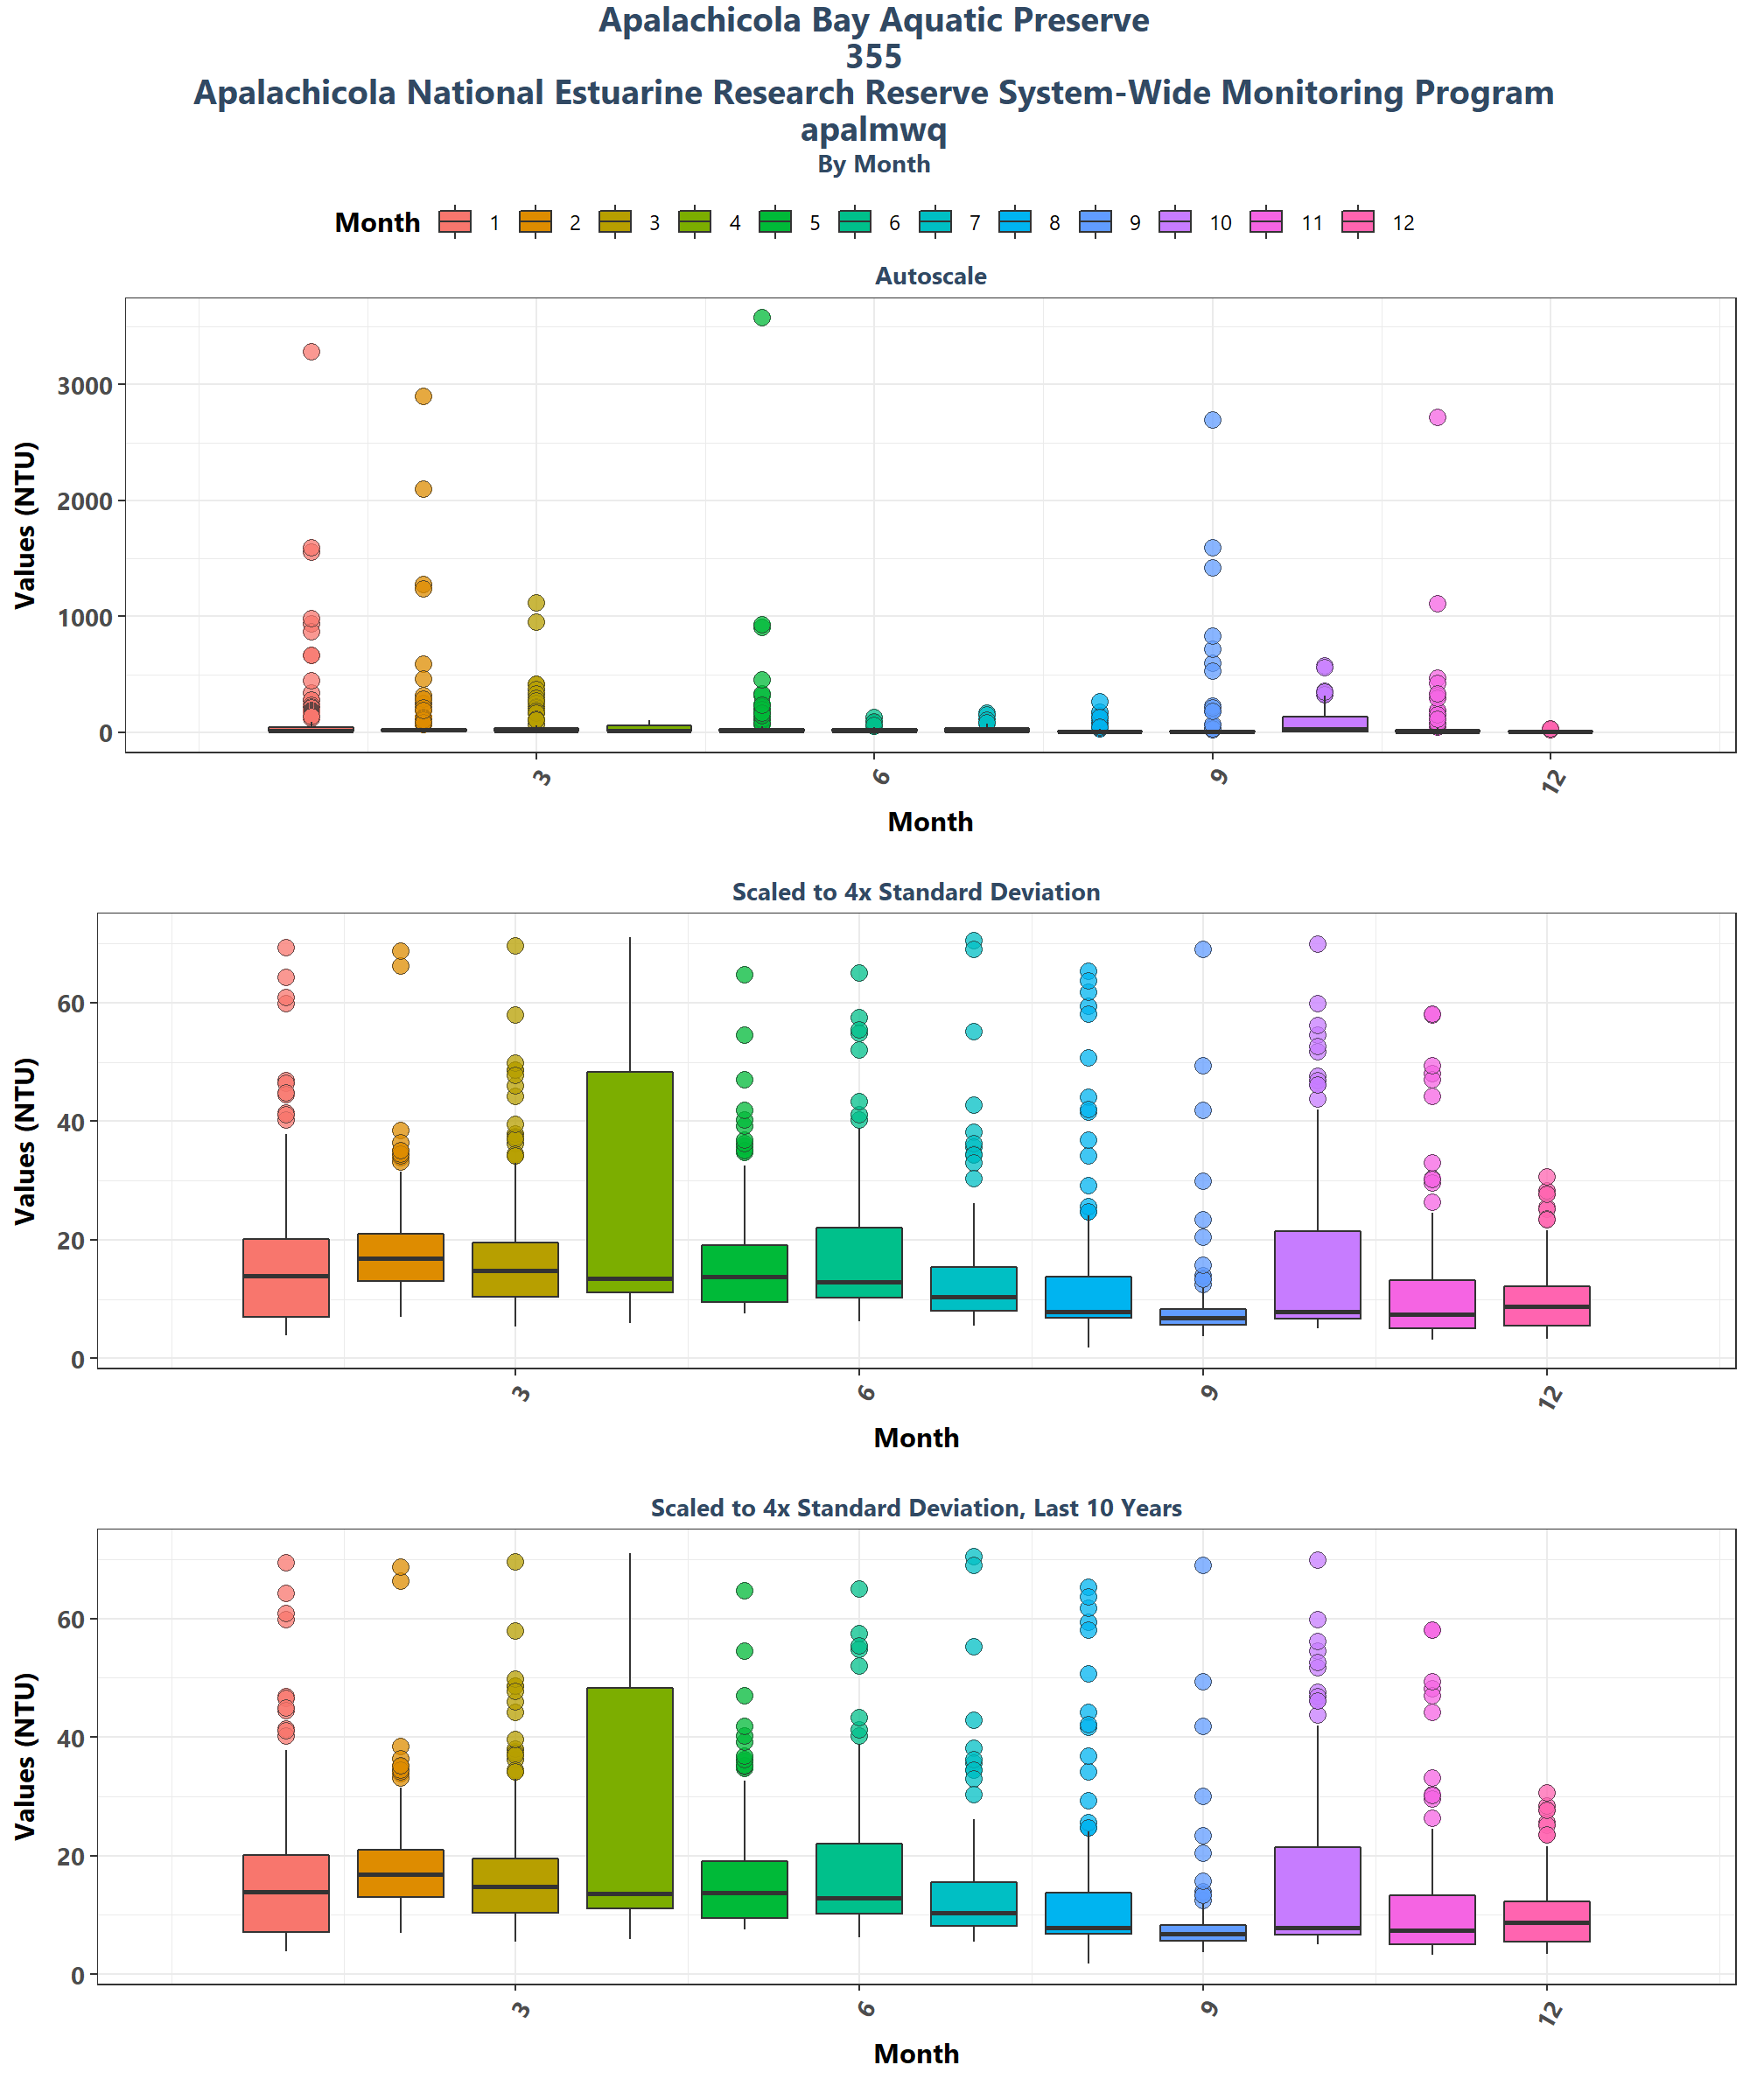 Apalachicola Bay Aquatic Preserve
355
Apalachicola National Estuarine Research Reserve System-Wide Monitoring Program
apalmwq
By Month
Month 1 2 3 4 5 6 7 8 9 10 11 12
Autoscale
Values (NTU)
3000
2000
1000
0
3 6 9 12
Month
Scaled to 4x Standard Deviation
Values (NTU)
60
40
20
0
3 6 9 12
Month
Scaled to 4x Standard Deviation, Last 10 Years
Values (NTU)
60
40
20
0
3 6 9 12
Month